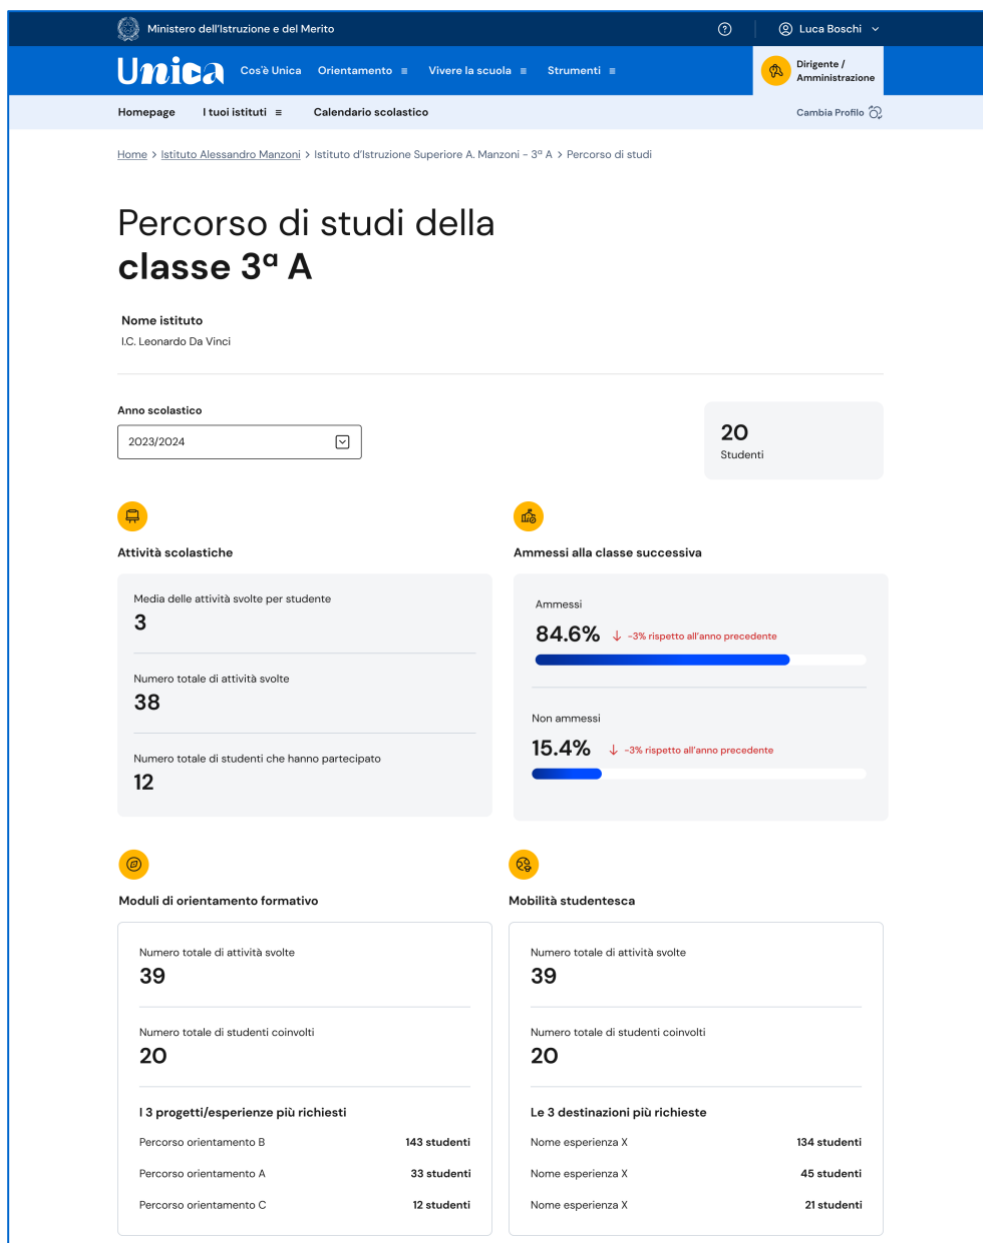 Ministero dell'Istruzione e del Merito
Luca Boschi
Unica
Cos'è Unica Orientamento Vivere la scuola Strumenti
Dirigente /
Amministrazione
Homepage I tuoi istituti Calendario scolastico
Cambia Profilo
Home > Istituto Alessandro Manzoni > Istituto d'Istruzione Superiore A. Manzoni - 3ª A > Percorso di studi
Percorso di studi della
classe 3ª A
Nome istituto
I.C. Leonardo Da Vinci
Anno scolastico
2023/2024
20
Studenti
Attività scolastiche
Media delle attività svolte per studente
3
Numero totale di attività svolte
38
Numero totale di studenti che hanno partecipato
12
Ammessi alla classe successiva
Ammessi
84.6% ↓ -3% rispetto all'anno precedente
Non ammessi
15.4% ↓ -3% rispetto all'anno precedente
Moduli di orientamento formativo
Numero totale di attività svolte
39
Numero totale di studenti coinvolti
20
I 3 progetti/esperienze più richiesti
Percorso orientamento B 143 studenti
Percorso orientamento A 33 studenti
Percorso orientamento C 12 studenti
Mobilità studentesca
Numero totale di attività svolte
39
Numero totale di studenti coinvolti
20
Le 3 destinazioni più richieste
Nome esperienza X 134 studenti
Nome esperienza X 45 studenti
Nome esperienza X 21 studenti